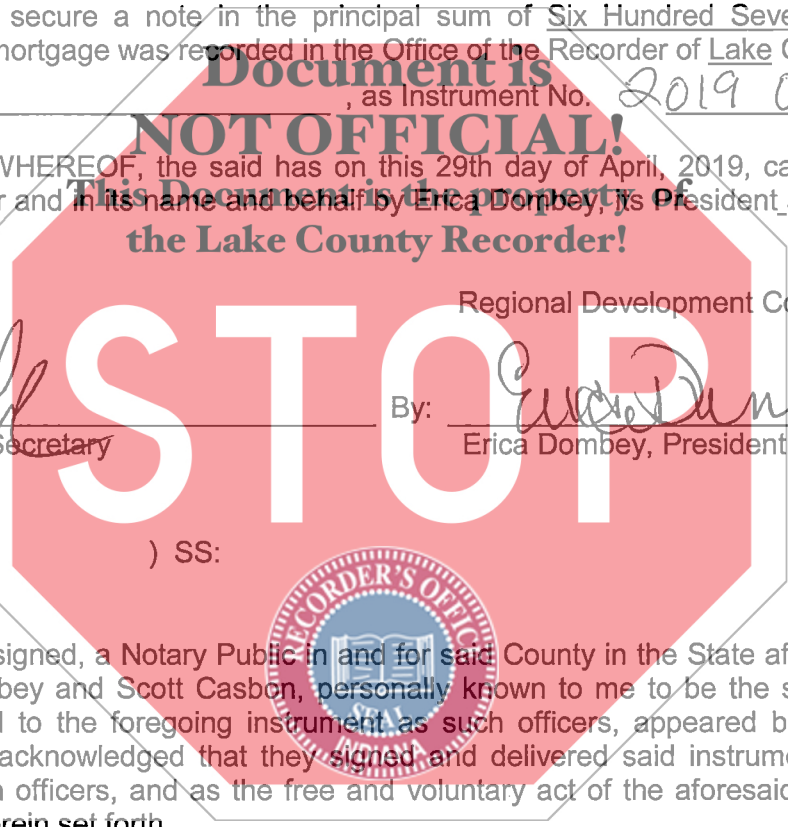 secure a note in the principal sum of Six Hundred Seve
mortgage was recorded in the Office of the Recorder of Lake C
Document is
, as Instrument No. 2019 0
NOT OFFICIAL!
WHEREOF, the said has on this 29th day of April, 2019, ca
r and in its name and behalf by Erica Dombey, its President
This Document is the property of
the Lake County Recorder!
Regional Development Co
STOP
By:
Secretary
Erica Dombey, President
) SS:
RECORDER'S OFFICE
SEAL
INDIANA
signed, a Notary Public in and for said County in the State af
bey and Scott Casbon, personally known to me to be the s
d to the foregoing instrument as such officers, appeared b
acknowledged that they signed and delivered said instrume
officers, and as the free and voluntary act of the aforesaid
rein set forth